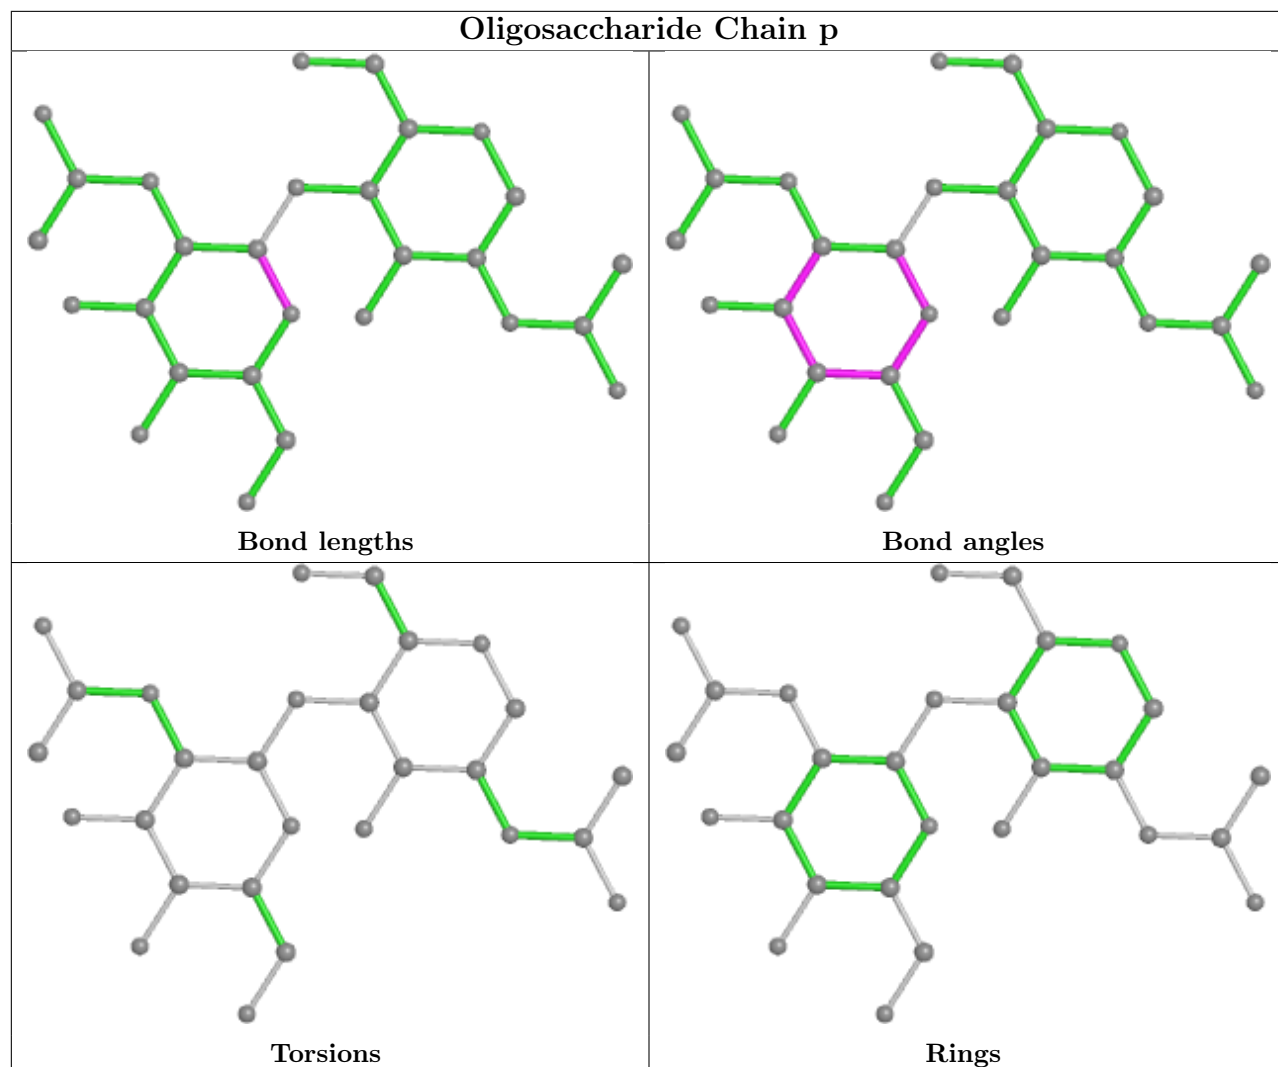 Oligosaccharide Chain p
Bond lengths
Bond angles
Torsions
Rings